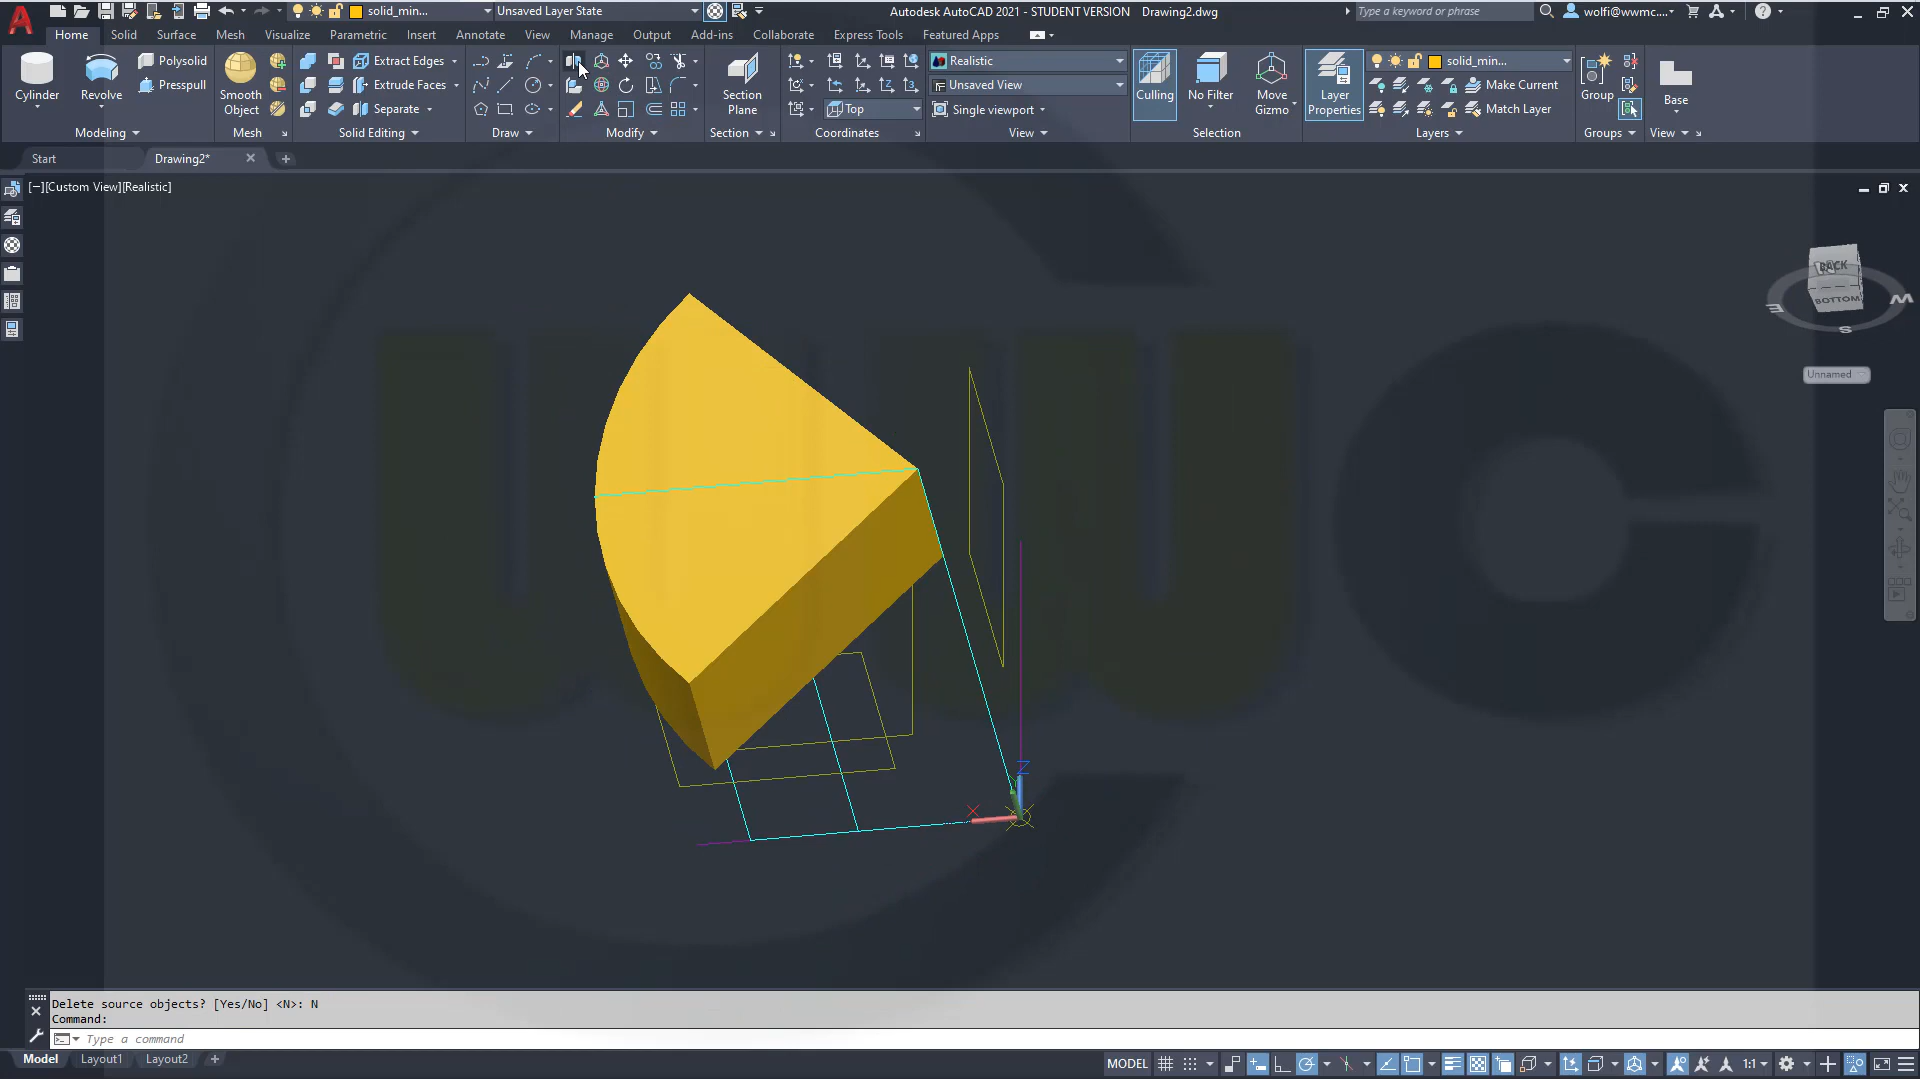 solid_min...
Unsaved Layer State
Autodesk AutoCAD 2021 - STUDENT VERSION Drawing2.dwg
Type a keyword or phrase
wolfi@wwmc....
Home Solid Surface Mesh Visualize Parametric Insert Annotate View Manage Output Add-ins Collaborate Express Tools Featured Apps
Cylinder
Revolve
Polysolid
Presspull
Modeling
Smooth
Object
Mesh
Extract Edges
Extrude Faces
Separate
Solid Editing
Draw
Modify
Section
Plane
Section
Top
Coordinates
Realistic
Unsaved View
Single viewport
View
Culling
No Filter
Move
Gizmo
Selection
Layer
Properties
solid_min...
Make Current
Match Layer
Layers
Group
Groups
Base
View
Start
Drawing2*
[−][Custom View][Realistic]
BACK
BOTTOM
E
W
S
Unnamed
X
Z
Delete source objects? [Yes/No] <N>: N
Command:
Type a command
Model Layout1 Layout2
MODEL
1:1